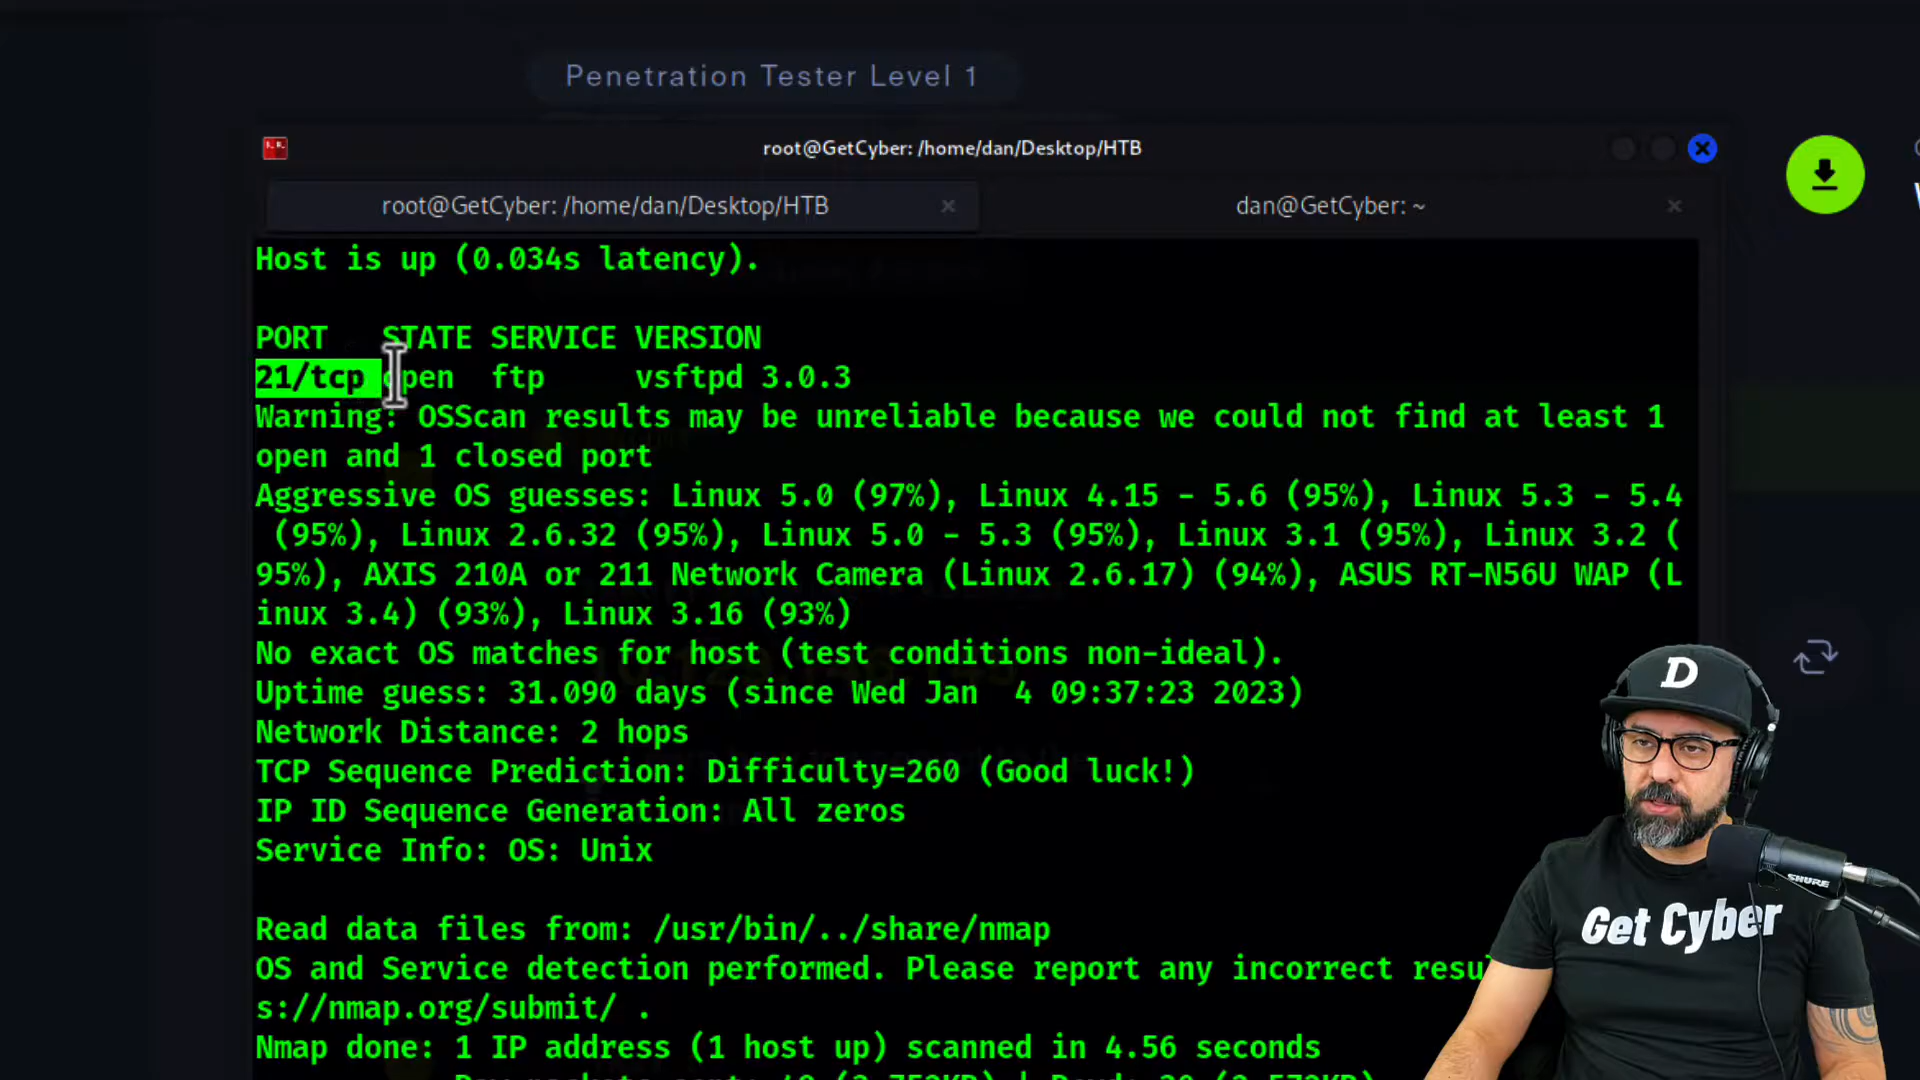 Penetration Tester Level 1
root@GetCyber: /home/dan/Desktop/HTB
root@GetCyber: /home/dan/Desktop/HTB
dan@GetCyber: ~
Host is up (0.034s latency).
PORT STATE SERVICE VERSION
21/tcp open ftp vsftpd 3.0.3
Warning: OSScan results may be unreliable because we could not find at least 1
open and 1 closed port
Aggressive OS guesses: Linux 5.0 (97%), Linux 4.15 - 5.6 (95%), Linux 5.3 - 5.4
(95%), Linux 2.6.32 (95%), Linux 5.0 - 5.3 (95%), Linux 3.1 (95%), Linux 3.2 (
95%), AXIS 210A or 211 Network Camera (Linux 2.6.17) (94%), ASUS RT-N56U WAP (L
inux 3.4) (93%), Linux 3.16 (93%)
No exact OS matches for host (test conditions non-ideal).
Uptime guess: 31.090 days (since Wed Jan  4 09:37:23 2023)
Network Distance: 2 hops
TCP Sequence Prediction: Difficulty=260 (Good luck!)
IP ID Sequence Generation: All zeros
Service Info: OS: Unix
Read data files from: /usr/bin/../share/nmap
OS and Service detection performed. Please report any incorrect resu
s://nmap.org/submit/ .
Nmap done: 1 IP address (1 host up) scanned in 4.56 seconds
D
SHURE
Get Cyber